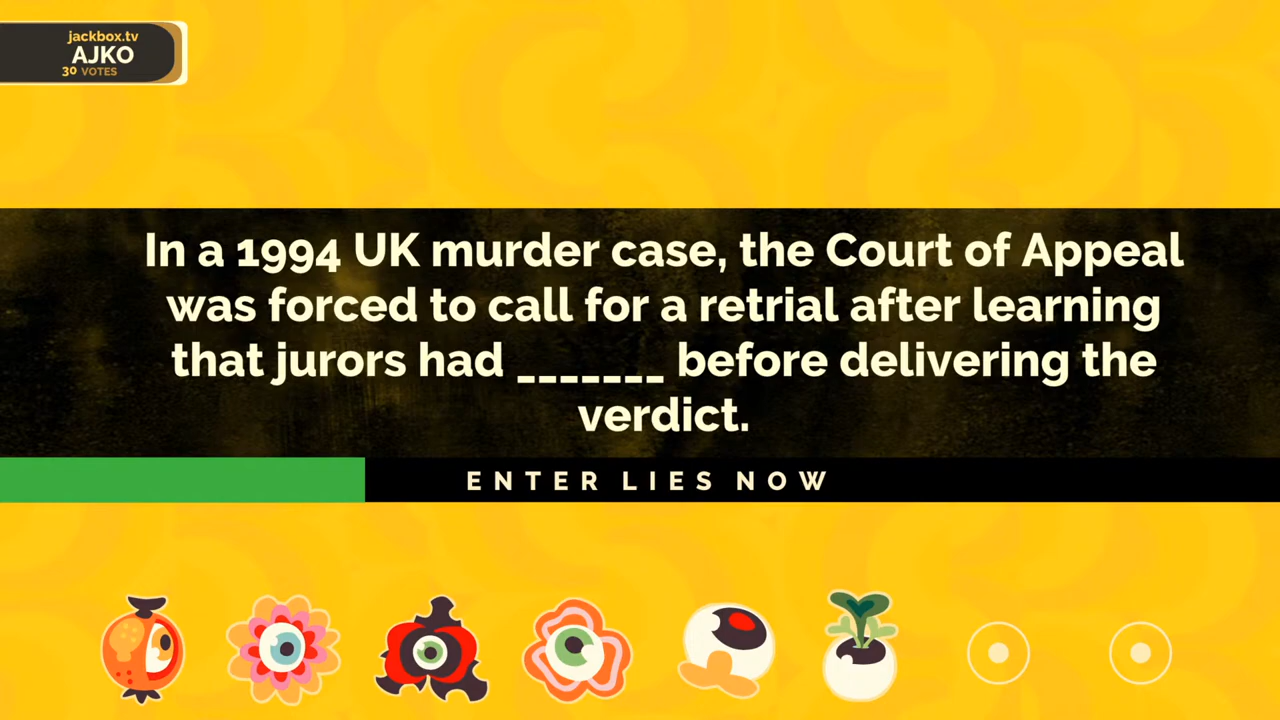 jackbox.tv
AJKO
30 VOTES
In a 1994 UK murder case, the Court of Appeal
was forced to call for a retrial after learning
that jurors had _______ before delivering the
verdict.
ENTER LIES NOW